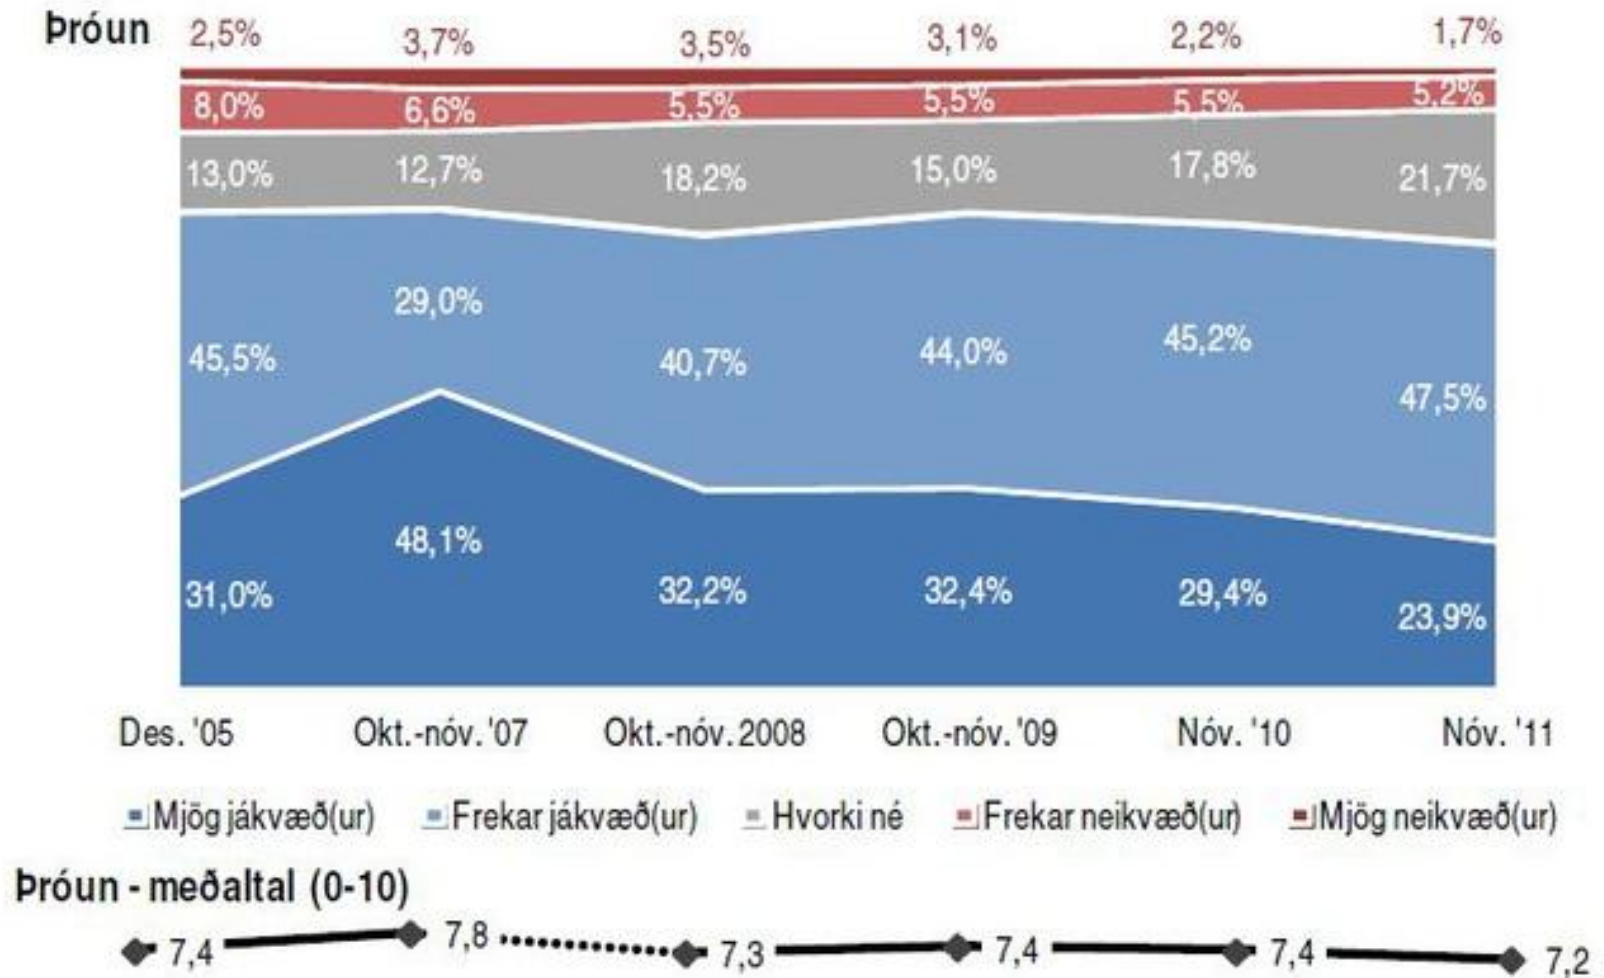 Þróun 2,5% 3,7% 3,5% 3,1% 2,2% 1,7%
8,0% 6,6% 5,5% 5,5% 5,5% 5,2%
13,0% 12,7% 18,2% 15,0% 17,8% 21,7%
45,5% 29,0% 40,7% 44,0% 45,2% 47,5%
31,0% 48,1% 32,2% 32,4% 29,4% 23,9%
Des. '05 Okt.-nóv. '07 Okt.-nóv. 2008 Okt.-nóv. '09 Nóv. '10 Nóv. '11
Mjög jákvæð(ur) Frekar jákvæð(ur) Hvorki né Frekar neikvæð(ur) Mjög neikvæð(ur)
Þróun - meðaltal (0-10)
7,4 7,8 7,3 7,4 7,4 7,2